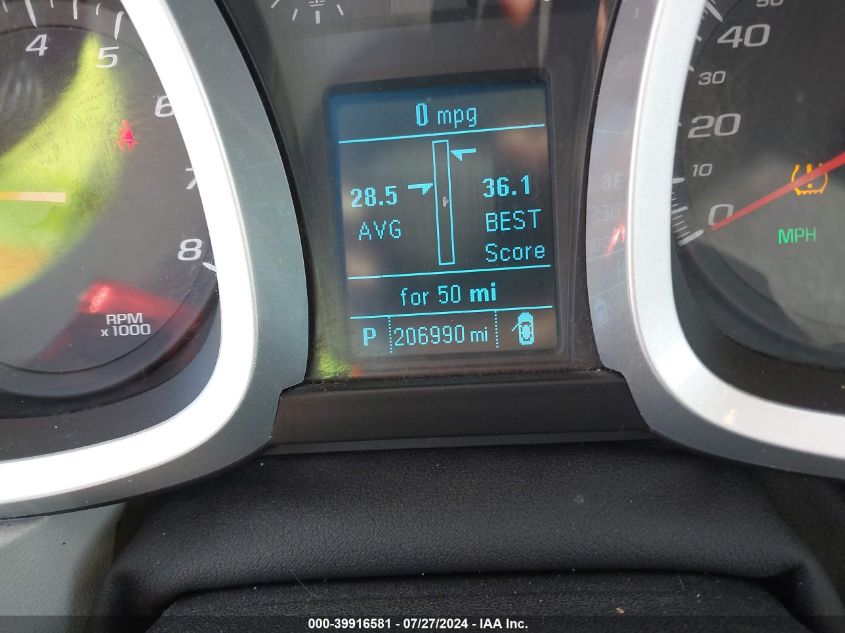 4
5
6
7
8
RPM
x1000
0 mpg
28.5
AVG
36.1
BEST
Score
for 50 mi
P 206990 mi
50
40
30
20
10
0
MPH
000-39916581 - 07/27/2024 - IAA Inc.